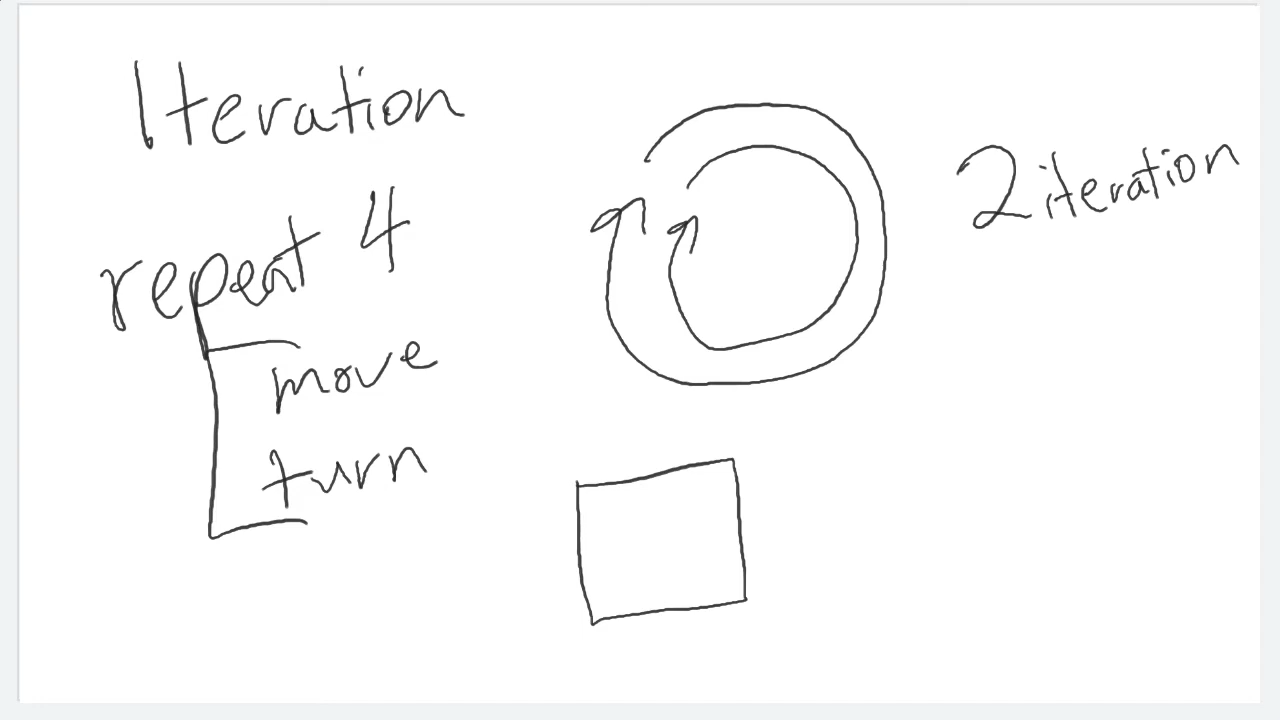 Iteration
repeat 4
move
turn
2 iteration